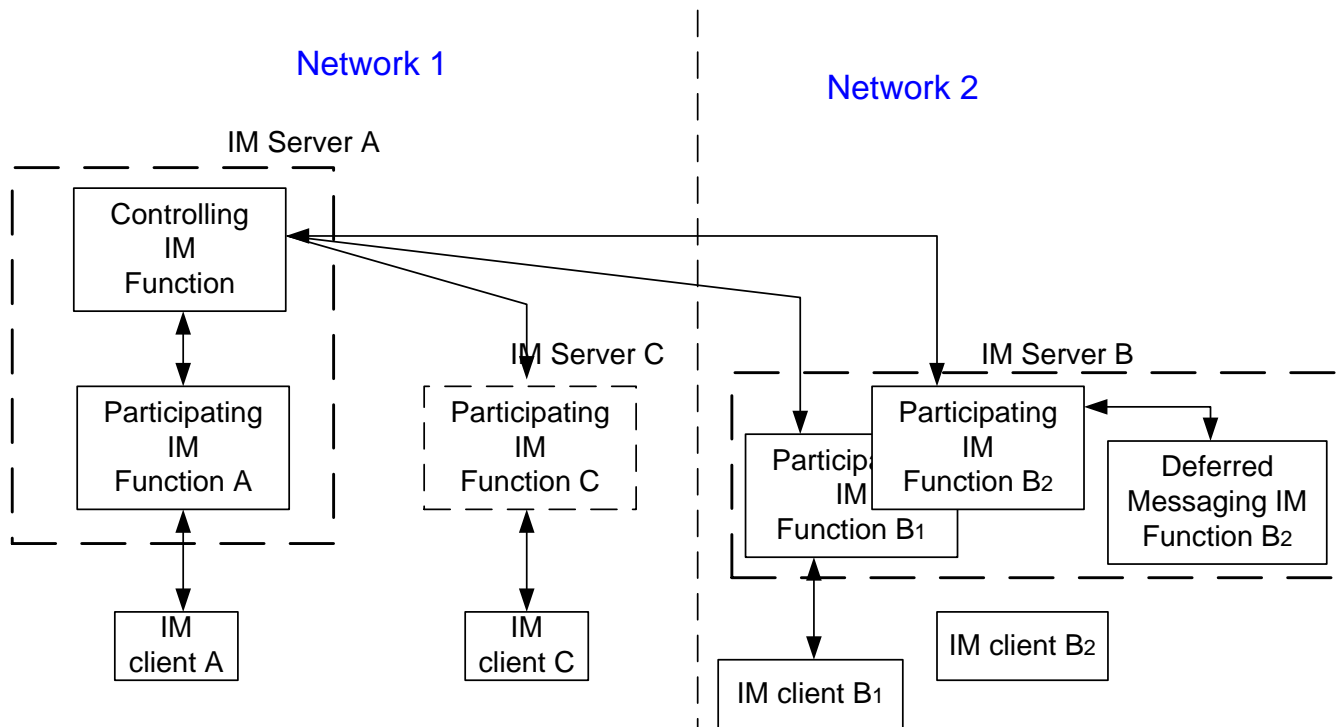 Network 1
Network 2
IM Server A
Controlling
IM
Function
IM Server C
IM Server B
Participating
IM
Function A
Participating
IM
Function C
Participating
IM
Function B2
IM
Function B1
Deferred
Messaging IM
Function B2
IM
client A
IM
client C
IM client B2
IM client B1